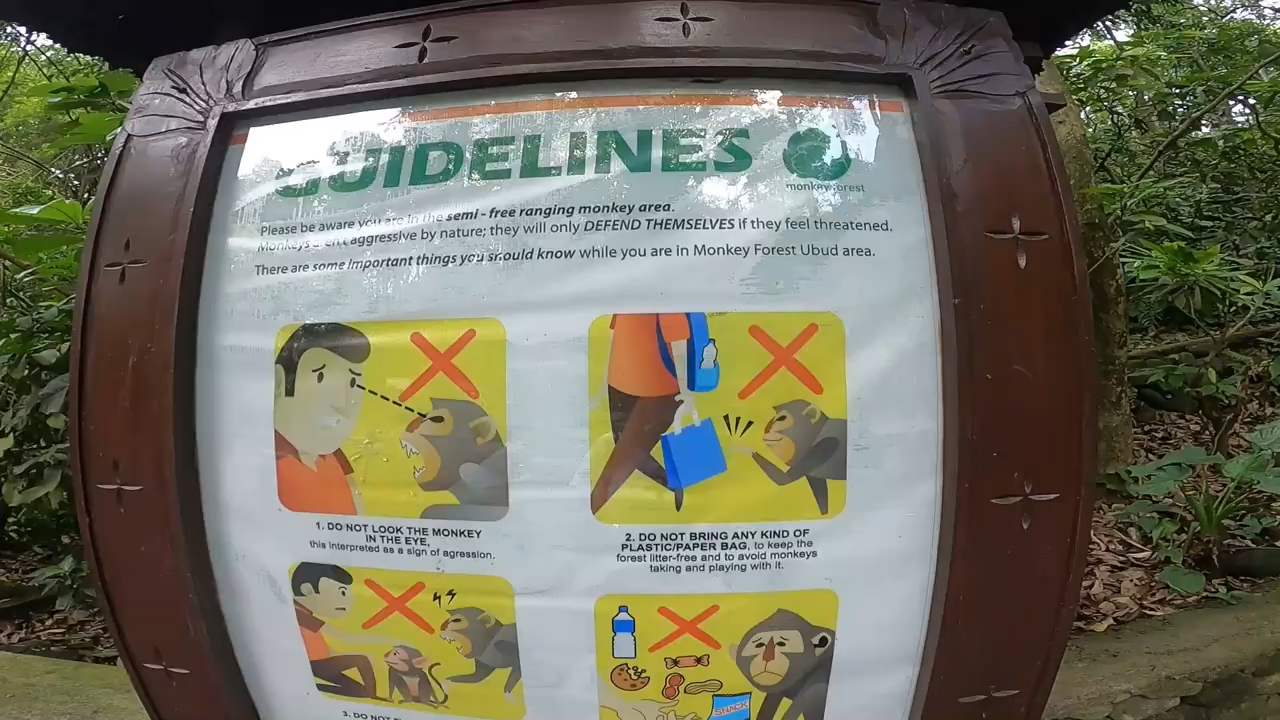 GUIDELINES
monkey forest
Please be aware you are in the semi - free ranging monkey area.
Monkeys aren't aggressive by nature; they will only DEFEND THEMSELVES if they feel threatened.
There are some important things you should know while you are in Monkey Forest Ubud area.
1. DO NOT LOOK THE MONKEY
IN THE EYE,
this interpreted as a sign of agression.
2. DO NOT BRING ANY KIND OF
PLASTIC/PAPER BAG, to keep the
forest litter-free and to avoid monkeys
taking and playing with it.
SNACK
3. DO NOT